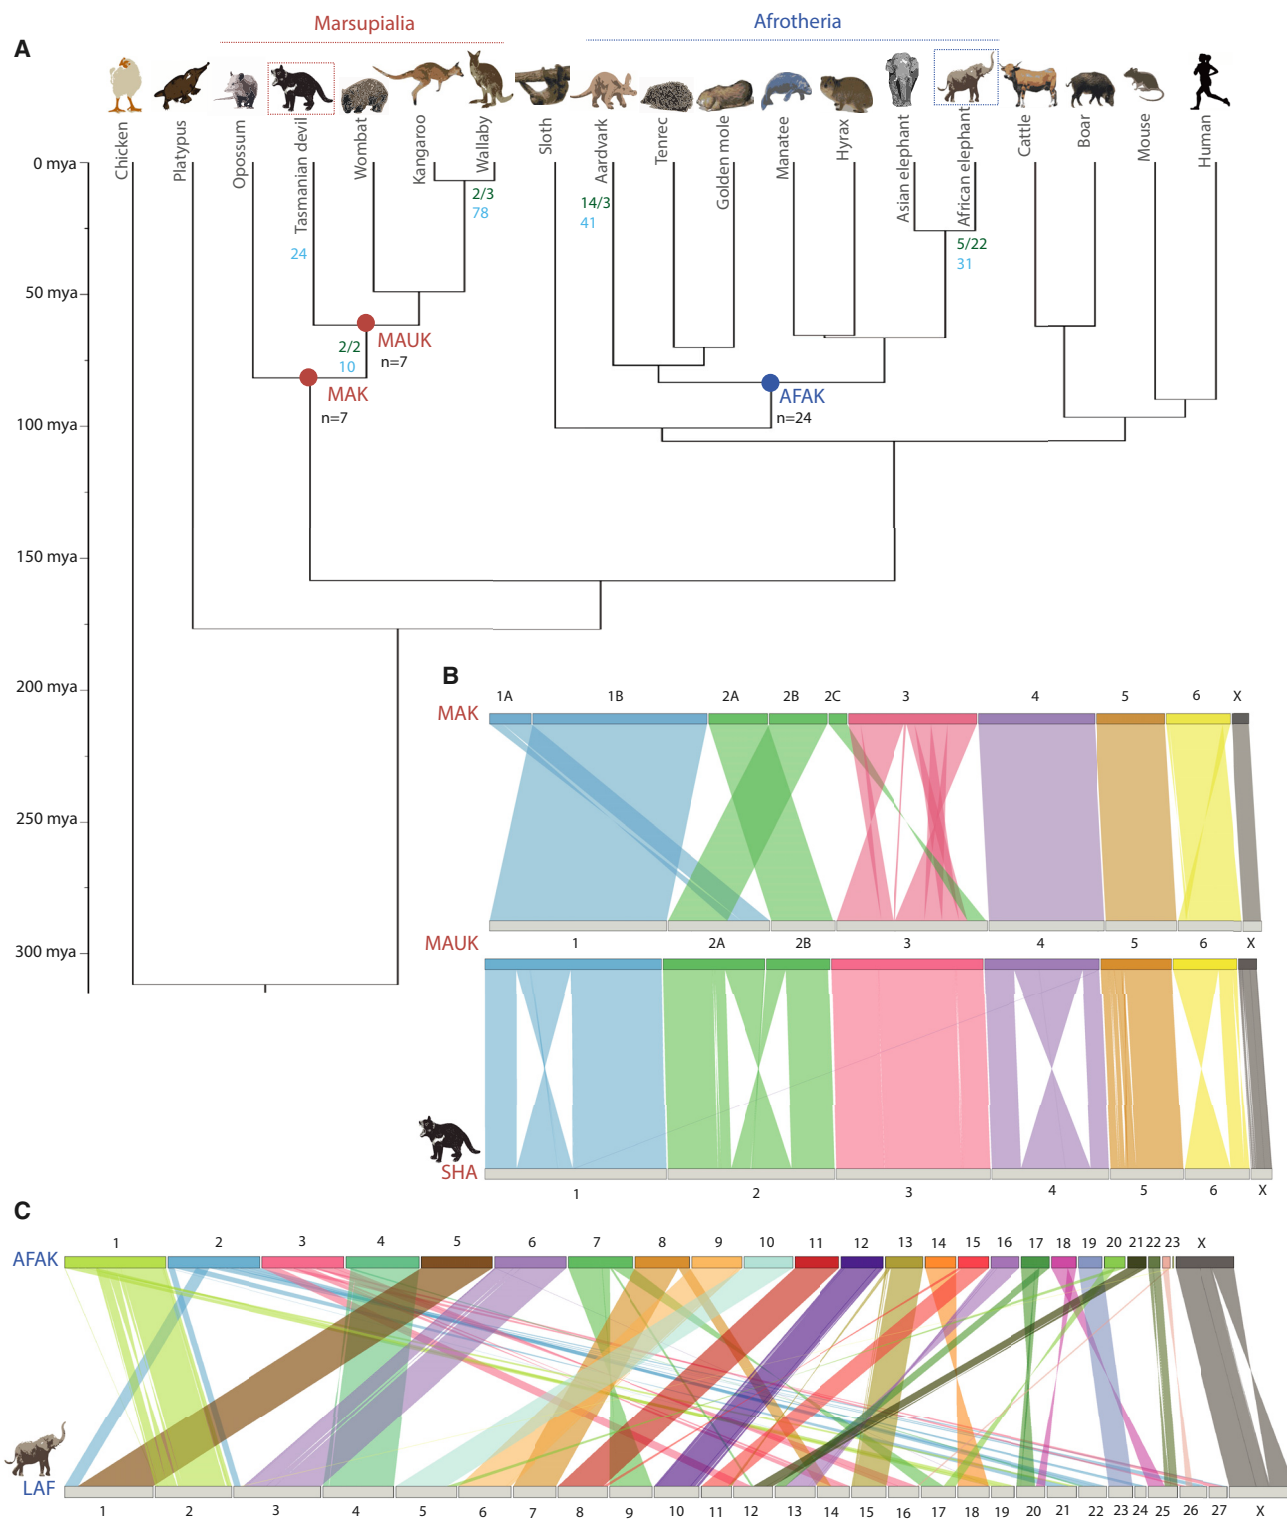 Marsupialia
Afrotheria
A
Chicken
Platypus
Opossum
Tasmanian devil
Wombat
Kangaroo
Wallaby
Sloth
Aardvark
Tenrec
Golden mole
Manatee
Hyrax
Asian elephant
African elephant
Cattle
Boar
Mouse
Human
0 mya
2/3
78
14/3
41
24
5/22
31
50 mya
MAUK
n=7
2/2
10
MAK
n=7
AFAK
n=24
100 mya
150 mya
200 mya
250 mya
300 mya
B
1A 1B 2A 2B 2C 3 4 5 6 X
MAK
MAUK
1 2A 2B 3 4 5 6 X
SHA
1 2 3 4 5 6 X
C
1 2 3 4 5 6 7 8 9 10 11 12 13 14 15 16 17 18 19 20 21 22 23 X
AFAK
LAF
1 2 3 4 5 6 7 8 9 10 11 12 13 14 15 16 17 18 19 20 21 22 23 24 25 26 27 X